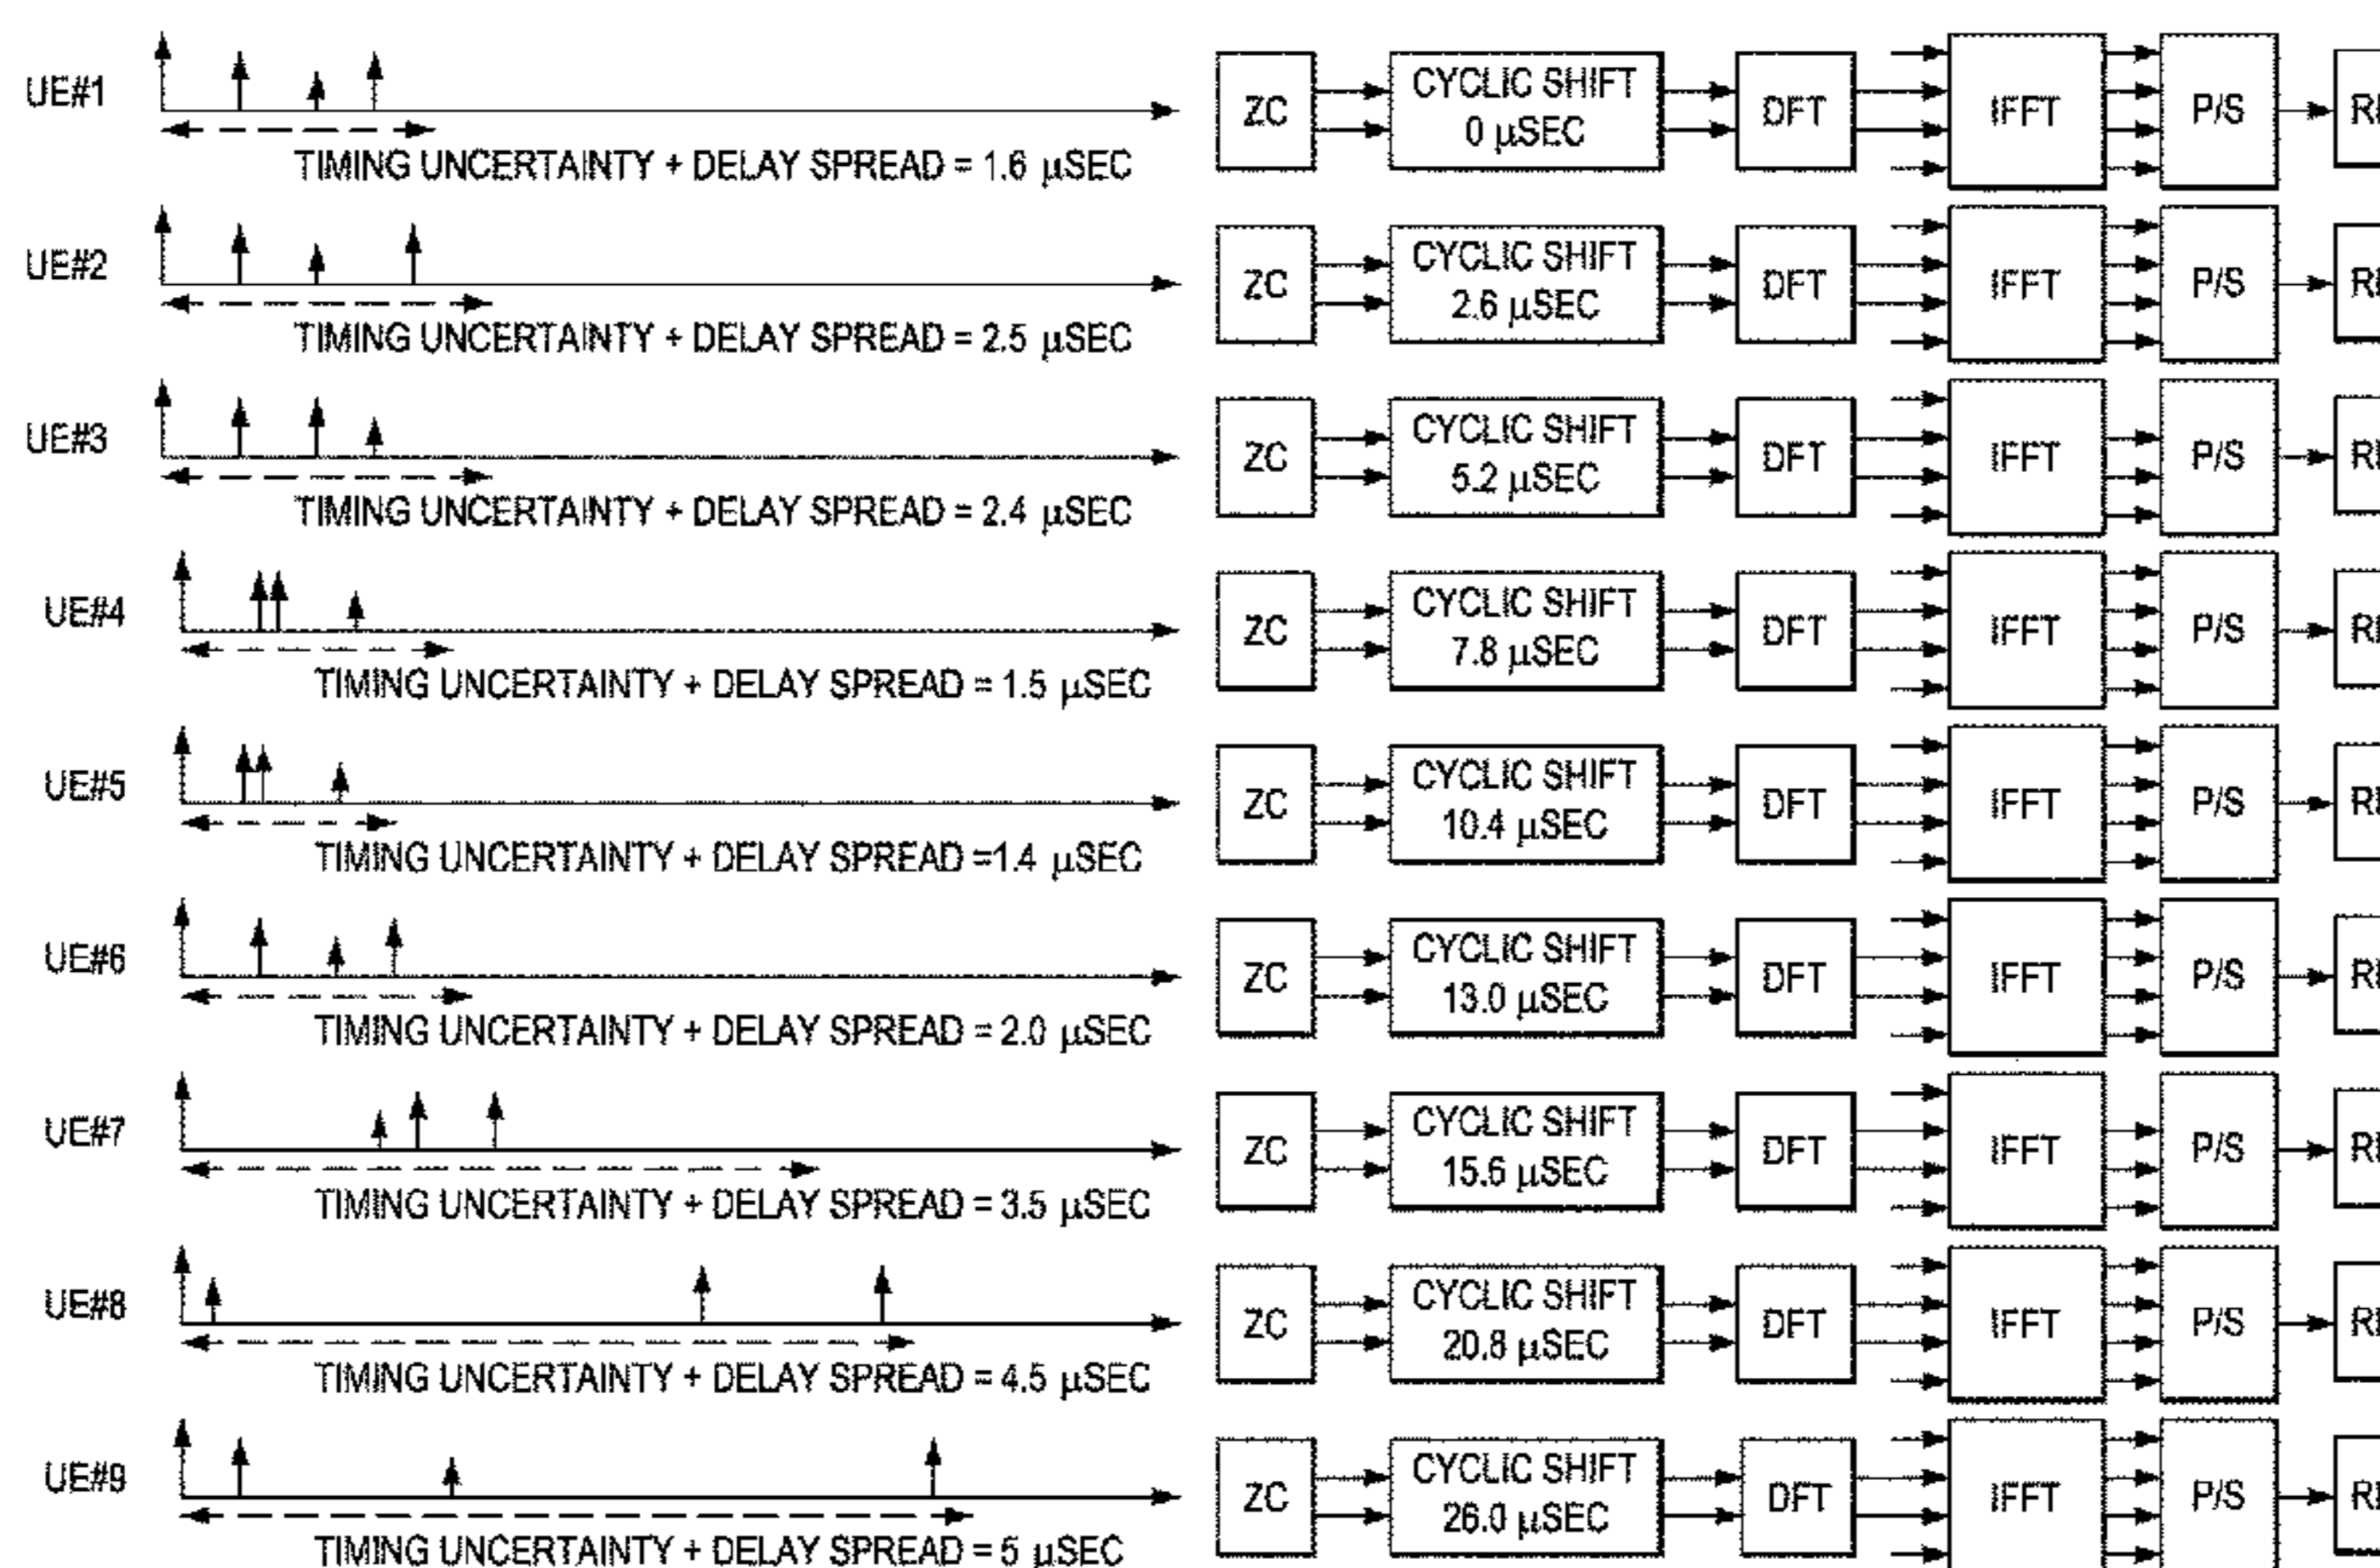 UE#1
TIMING UNCERTAINTY + DELAY SPREAD = 1.6 µSEC
ZC
CYCLIC SHIFT
0 µSEC
DFT
IFFT
P/S
UE#2
TIMING UNCERTAINTY + DELAY SPREAD = 2.5 µSEC
ZC
CYCLIC SHIFT
2.6 µSEC
DFT
IFFT
P/S
UE#3
TIMING UNCERTAINTY + DELAY SPREAD = 2.4 µSEC
ZC
CYCLIC SHIFT
5.2 µSEC
DFT
IFFT
P/S
UE#4
TIMING UNCERTAINTY + DELAY SPREAD = 1.5 µSEC
ZC
CYCLIC SHIFT
7.8 µSEC
DFT
IFFT
P/S
UE#5
TIMING UNCERTAINTY + DELAY SPREAD =1.4 µSEC
ZC
CYCLIC SHIFT
10.4 µSEC
DFT
IFFT
P/S
UE#6
TIMING UNCERTAINTY + DELAY SPREAD = 2.0 µSEC
ZC
CYCLIC SHIFT
13.0 µSEC
DFT
IFFT
P/S
UE#7
TIMING UNCERTAINTY + DELAY SPREAD = 3.5 µSEC
ZC
CYCLIC SHIFT
15.6 µSEC
DFT
IFFT
P/S
UE#8
TIMING UNCERTAINTY + DELAY SPREAD = 4.5 µSEC
ZC
CYCLIC SHIFT
20.8 µSEC
DFT
IFFT
P/S
UE#9
TIMING UNCERTAINTY + DELAY SPREAD = 5 µSEC
ZC
CYCLIC SHIFT
26.0 µSEC
DFT
IFFT
P/S